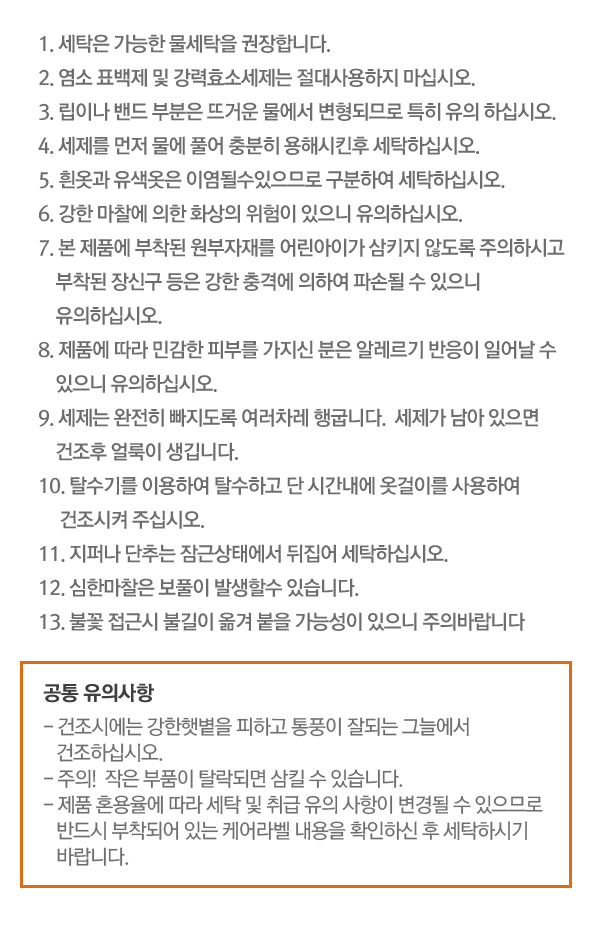 1. 세탁은 가능한 물세탁을 권장합니다.
2. 염소 표백제 및 강력효소세제는 절대사용하지 마십시오.
3. 립이나 밴드 부분은 뜨거운 물에서 변형되므로 특히 유의 하십시오.
4. 세제를 먼저 물에 풀어 충분히 용해시킨후 세탁하십시오.
5. 흰옷과 유색옷은 이염될수있으므로 구분하여 세탁하십시오.
6. 강한 마찰에 의한 화상의 위험이 있으니 유의하십시오.
7. 본 제품에 부착된 원부자재를 어린아이가 삼키지 않도록 주의하시고
부착된 장신구 등은 강한 충격에 의하여 파손될 수 있으니
유의하십시오.
8. 제품에 따라 민감한 피부를 가지신 분은 알레르기 반응이 일어날 수
있으니 유의하십시오.
9. 세제는 완전히 빠지도록 여러차레 행굽니다.  세제가 남아 있으면
건조후 얼룩이 생깁니다.
10. 탈수기를 이용하여 탈수하고 단 시간내에 옷걸이를 사용하여
건조시켜 주십시오.
11. 지퍼나 단추는 잠근상태에서 뒤집어 세탁하십시오.
12. 심한마찰은 보풀이 발생할수 있습니다.
13. 불꽃 접근시 불길이 옮겨 붙을 가능성이 있으니 주의바랍니다
공통 유의사항
- 건조시에는 강한햇볕을 피하고 통풍이 잘되는 그늘에서
건조하십시오.
- 주의!  작은 부품이 탈락되면 삼킬 수 있습니다.
- 제품 혼용율에 따라 세탁 및 취급 유의 사항이 변경될 수 있으므로
반드시 부착되어 있는 케어라벨 내용을 확인하신 후 세탁하시기
바랍니다.